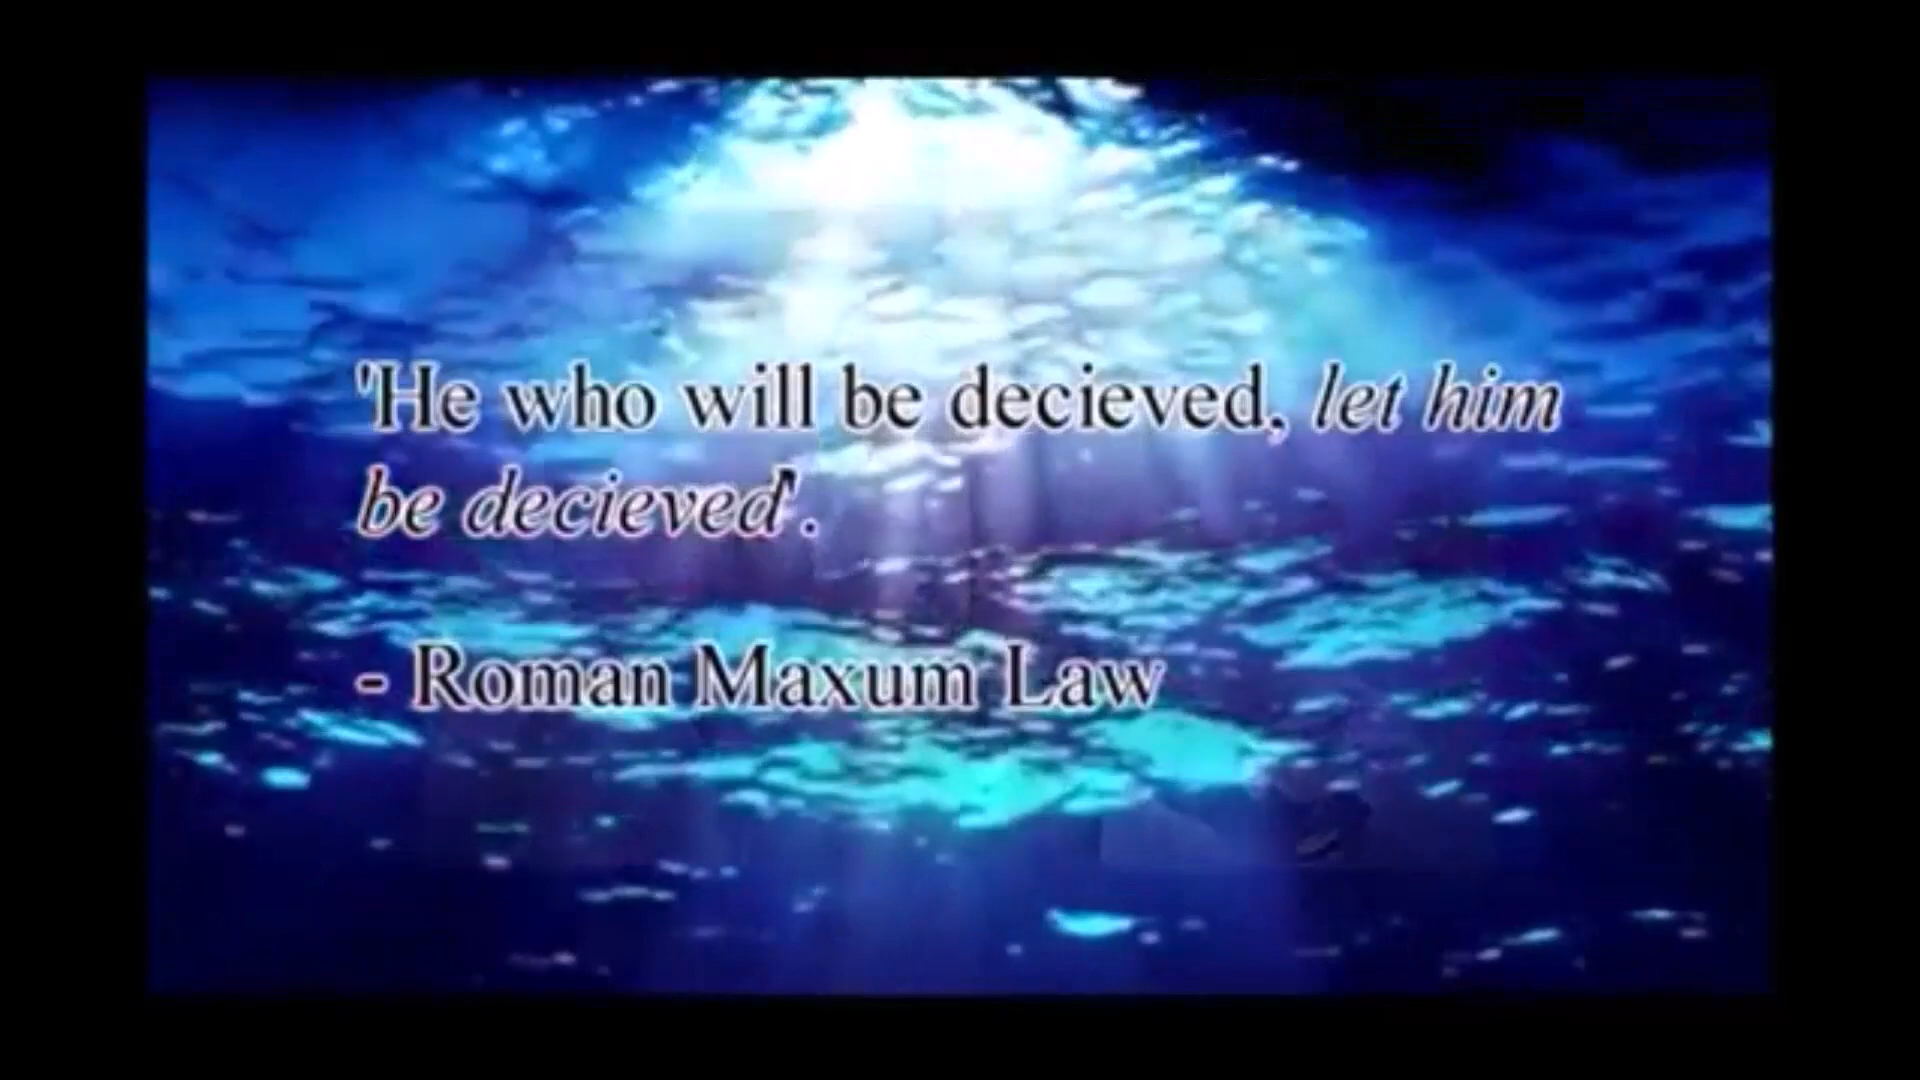 'He who will be decieved, let him
be decieved'.
- Roman Maxum Law